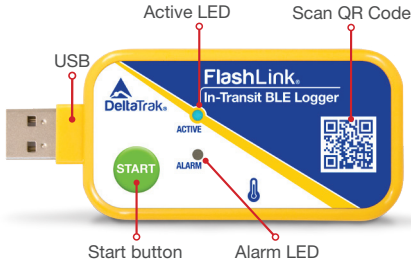 Active LED
Scan QR Code
USB
FlashLink®
In-Transit BLE Logger
DeltaTrak®
ACTIVE
START
ALARM
Start button
Alarm LED